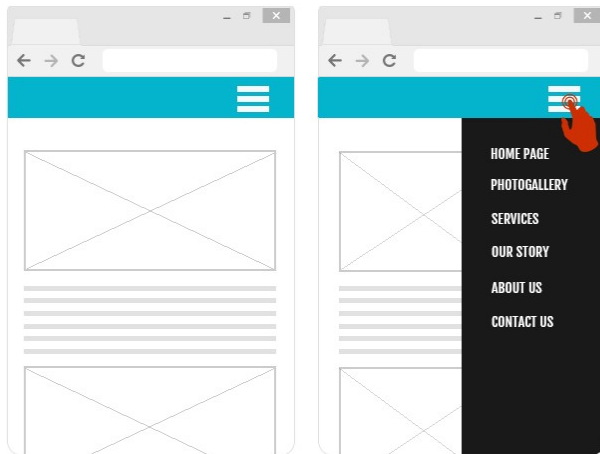 HOME PAGE
PHOTOGALLERY
SERVICES
OUR STORY
ABOUT US
CONTACT US